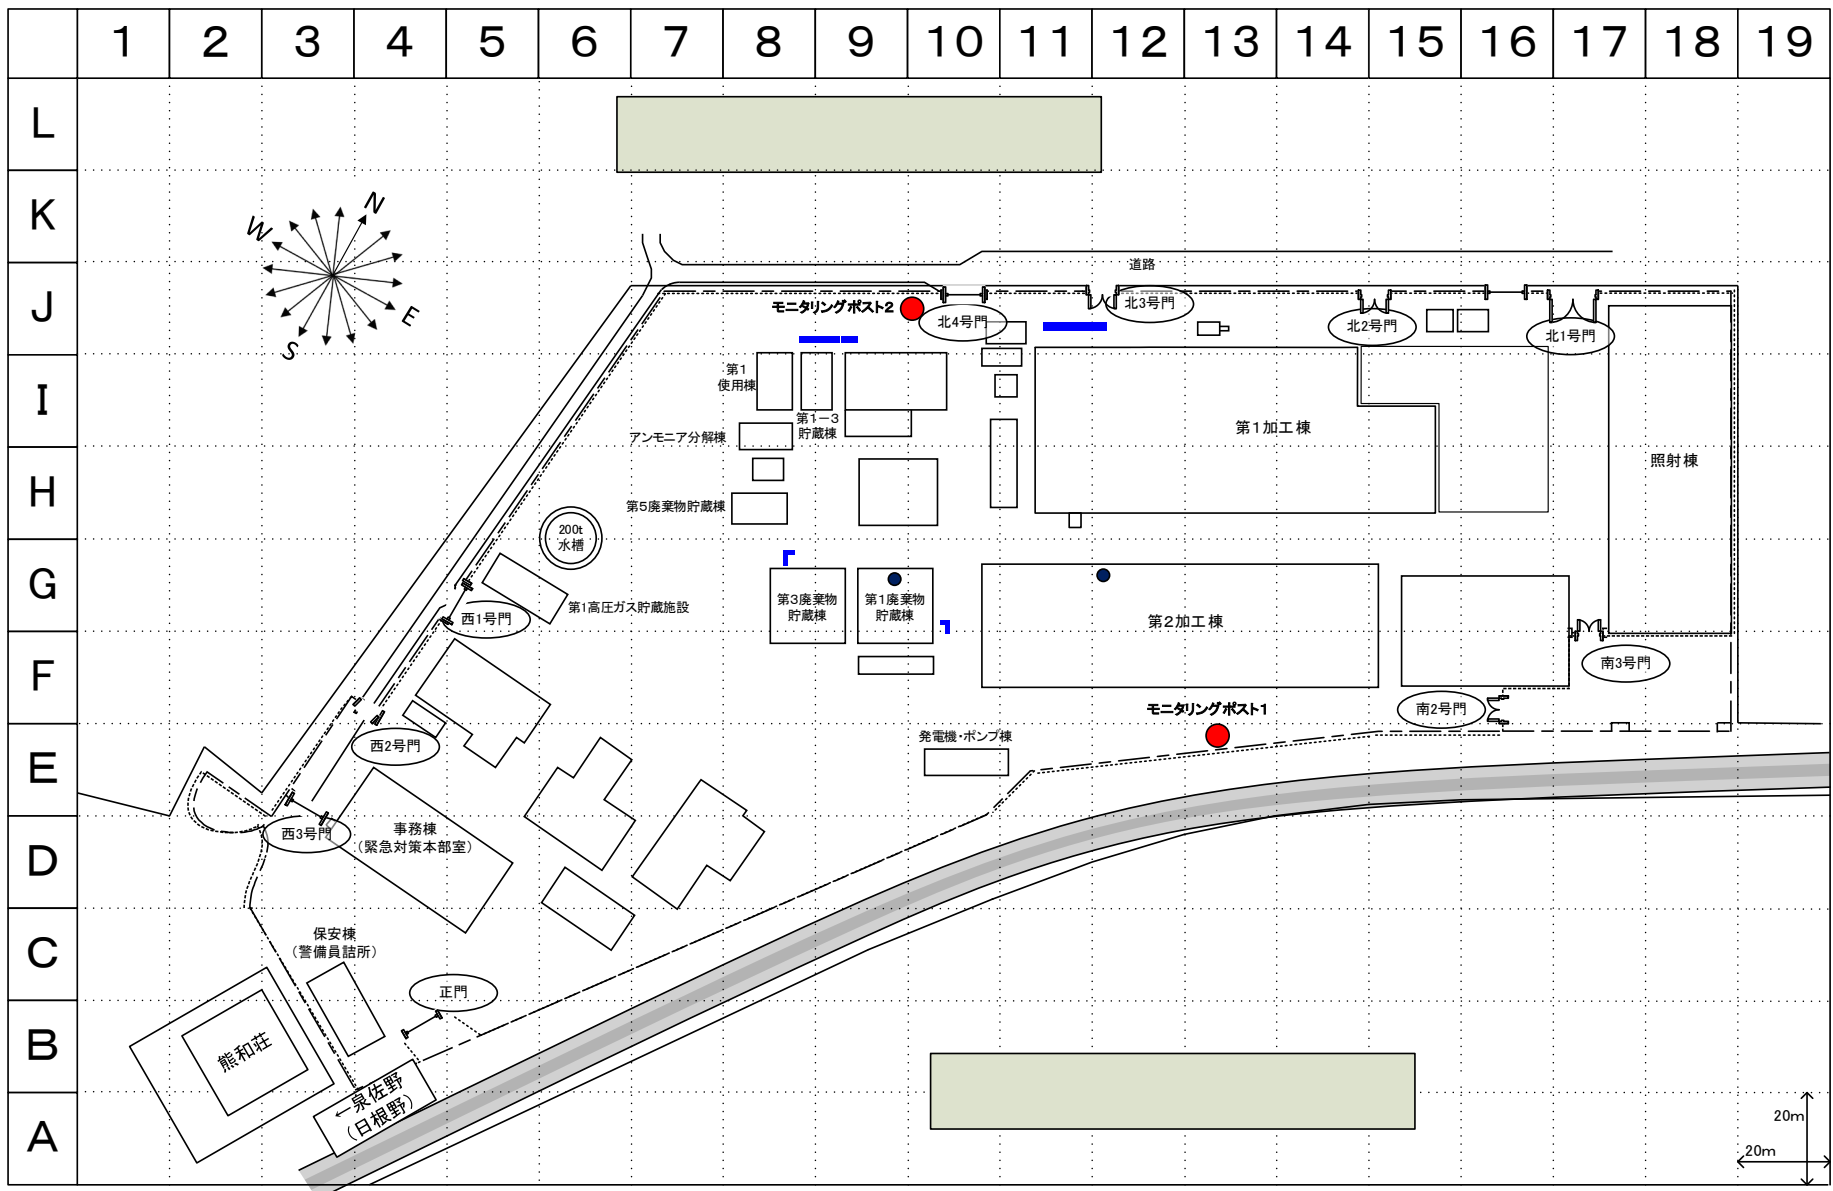 1 2 3 4 5 6 7 8 9 10 11 12 13 14 15 16 17 18 19
L
K
N
W
E
S
道路
J
モニタリングポスト2
北4号門
北3号門
北2号門
北1号門
I
第1
使用棟
第1－3
貯蔵棟
アンモニア分解棟
第1加工棟
照射棟
H
第5廃棄物貯蔵棟
200t
水槽
G
西1号門
第1高圧ガス貯蔵施設
第3廃棄物
貯蔵棟
第1廃棄物
貯蔵棟
第2加工棟
F
南3号門
南2号門
モニタリングポスト1
西2号門
発電機・ポンプ棟
E
西3号門
事務棟
（緊急対策本部室）
D
C
保安棟
（警備員詰所）
正門
B
熊和荘
←泉佐野
（日根野）
A
20m
20m